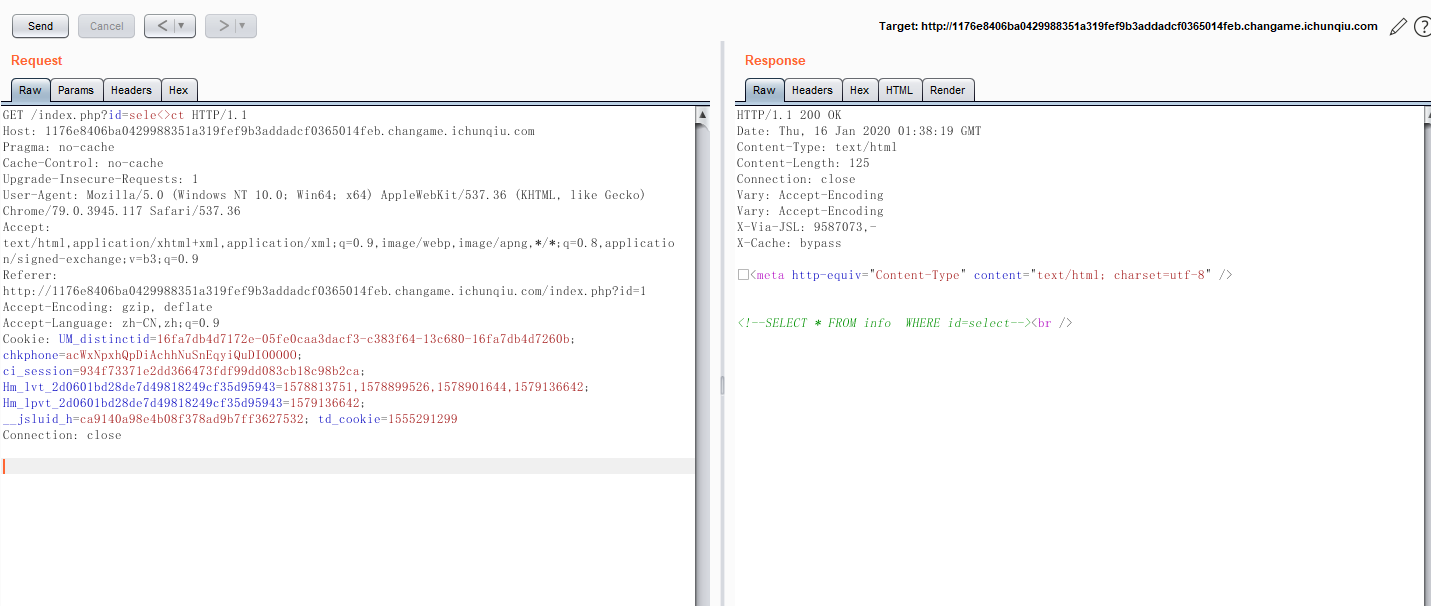 Send Cancel < > Target: http://1176e8406ba0429988351a319fef9b3addadcf0365014feb.changame.ichunqiu.com ?
Request
Raw Params Headers Hex
GET /index.php?id=sele<>ct HTTP/1.1
Host: 1176e8406ba0429988351a319fef9b3addadcf0365014feb.changame.ichunqiu.com
Pragma: no-cache
Cache-Control: no-cache
Upgrade-Insecure-Requests: 1
User-Agent: Mozilla/5.0 (Windows NT 10.0; Win64; x64) AppleWebKit/537.36 (KHTML, like Gecko)
Chrome/79.0.3945.117 Safari/537.36
Accept:
text/html,application/xhtml+xml,application/xml;q=0.9,image/webp,image/apng,*/*;q=0.8,applicatio
n/signed-exchange;v=b3;q=0.9
Referer:
http://1176e8406ba0429988351a319fef9b3addadcf0365014feb.changame.ichunqiu.com/index.php?id=1
Accept-Encoding: gzip, deflate
Accept-Language: zh-CN,zh;q=0.9
Cookie: UM_distinctid=16fa7db4d7172e-05fe0caa3dacf3-c383f64-13c680-16fa7db4d7260b;
chkphone=acWxNpxhQpDiAchhNuSnEqyiQuDIO0O0O;
ci_session=934f73371e2dd366473fdf99dd083cb18c98b2ca;
Hm_lvt_2d0601bd28de7d49818249cf35d95943=1578813751,1578899526,1578901644,1579136642;
Hm_lpvt_2d0601bd28de7d49818249cf35d95943=1579136642;
__jsluid_h=ca9140a98e4b08f378ad9b7ff3627532; td_cookie=1555291299
Connection: close
Response
Raw Headers Hex HTML Render
HTTP/1.1 200 OK
Date: Thu, 16 Jan 2020 01:38:19 GMT
Content-Type: text/html
Content-Length: 125
Connection: close
Vary: Accept-Encoding
Vary: Accept-Encoding
X-Via-JSL: 9587073,-
X-Cache: bypass
<meta http-equiv="Content-Type" content="text/html; charset=utf-8" />
<!--SELECT * FROM info  WHERE id=select--><br />